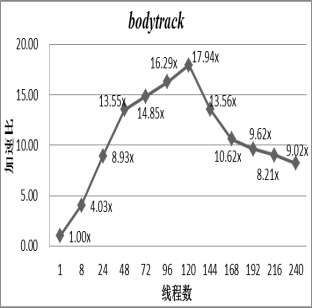 bodytrack
20.00
15.00
10.00
5.00
0.00
加速比
1.00x
4.03x
8.93x
13.55x
14.85x
16.29x
17.94x
13.56x
10.62x
9.62x
8.21x
9.02x
1 8 24 48 72 96 120 144 168 192 216 240
线程数